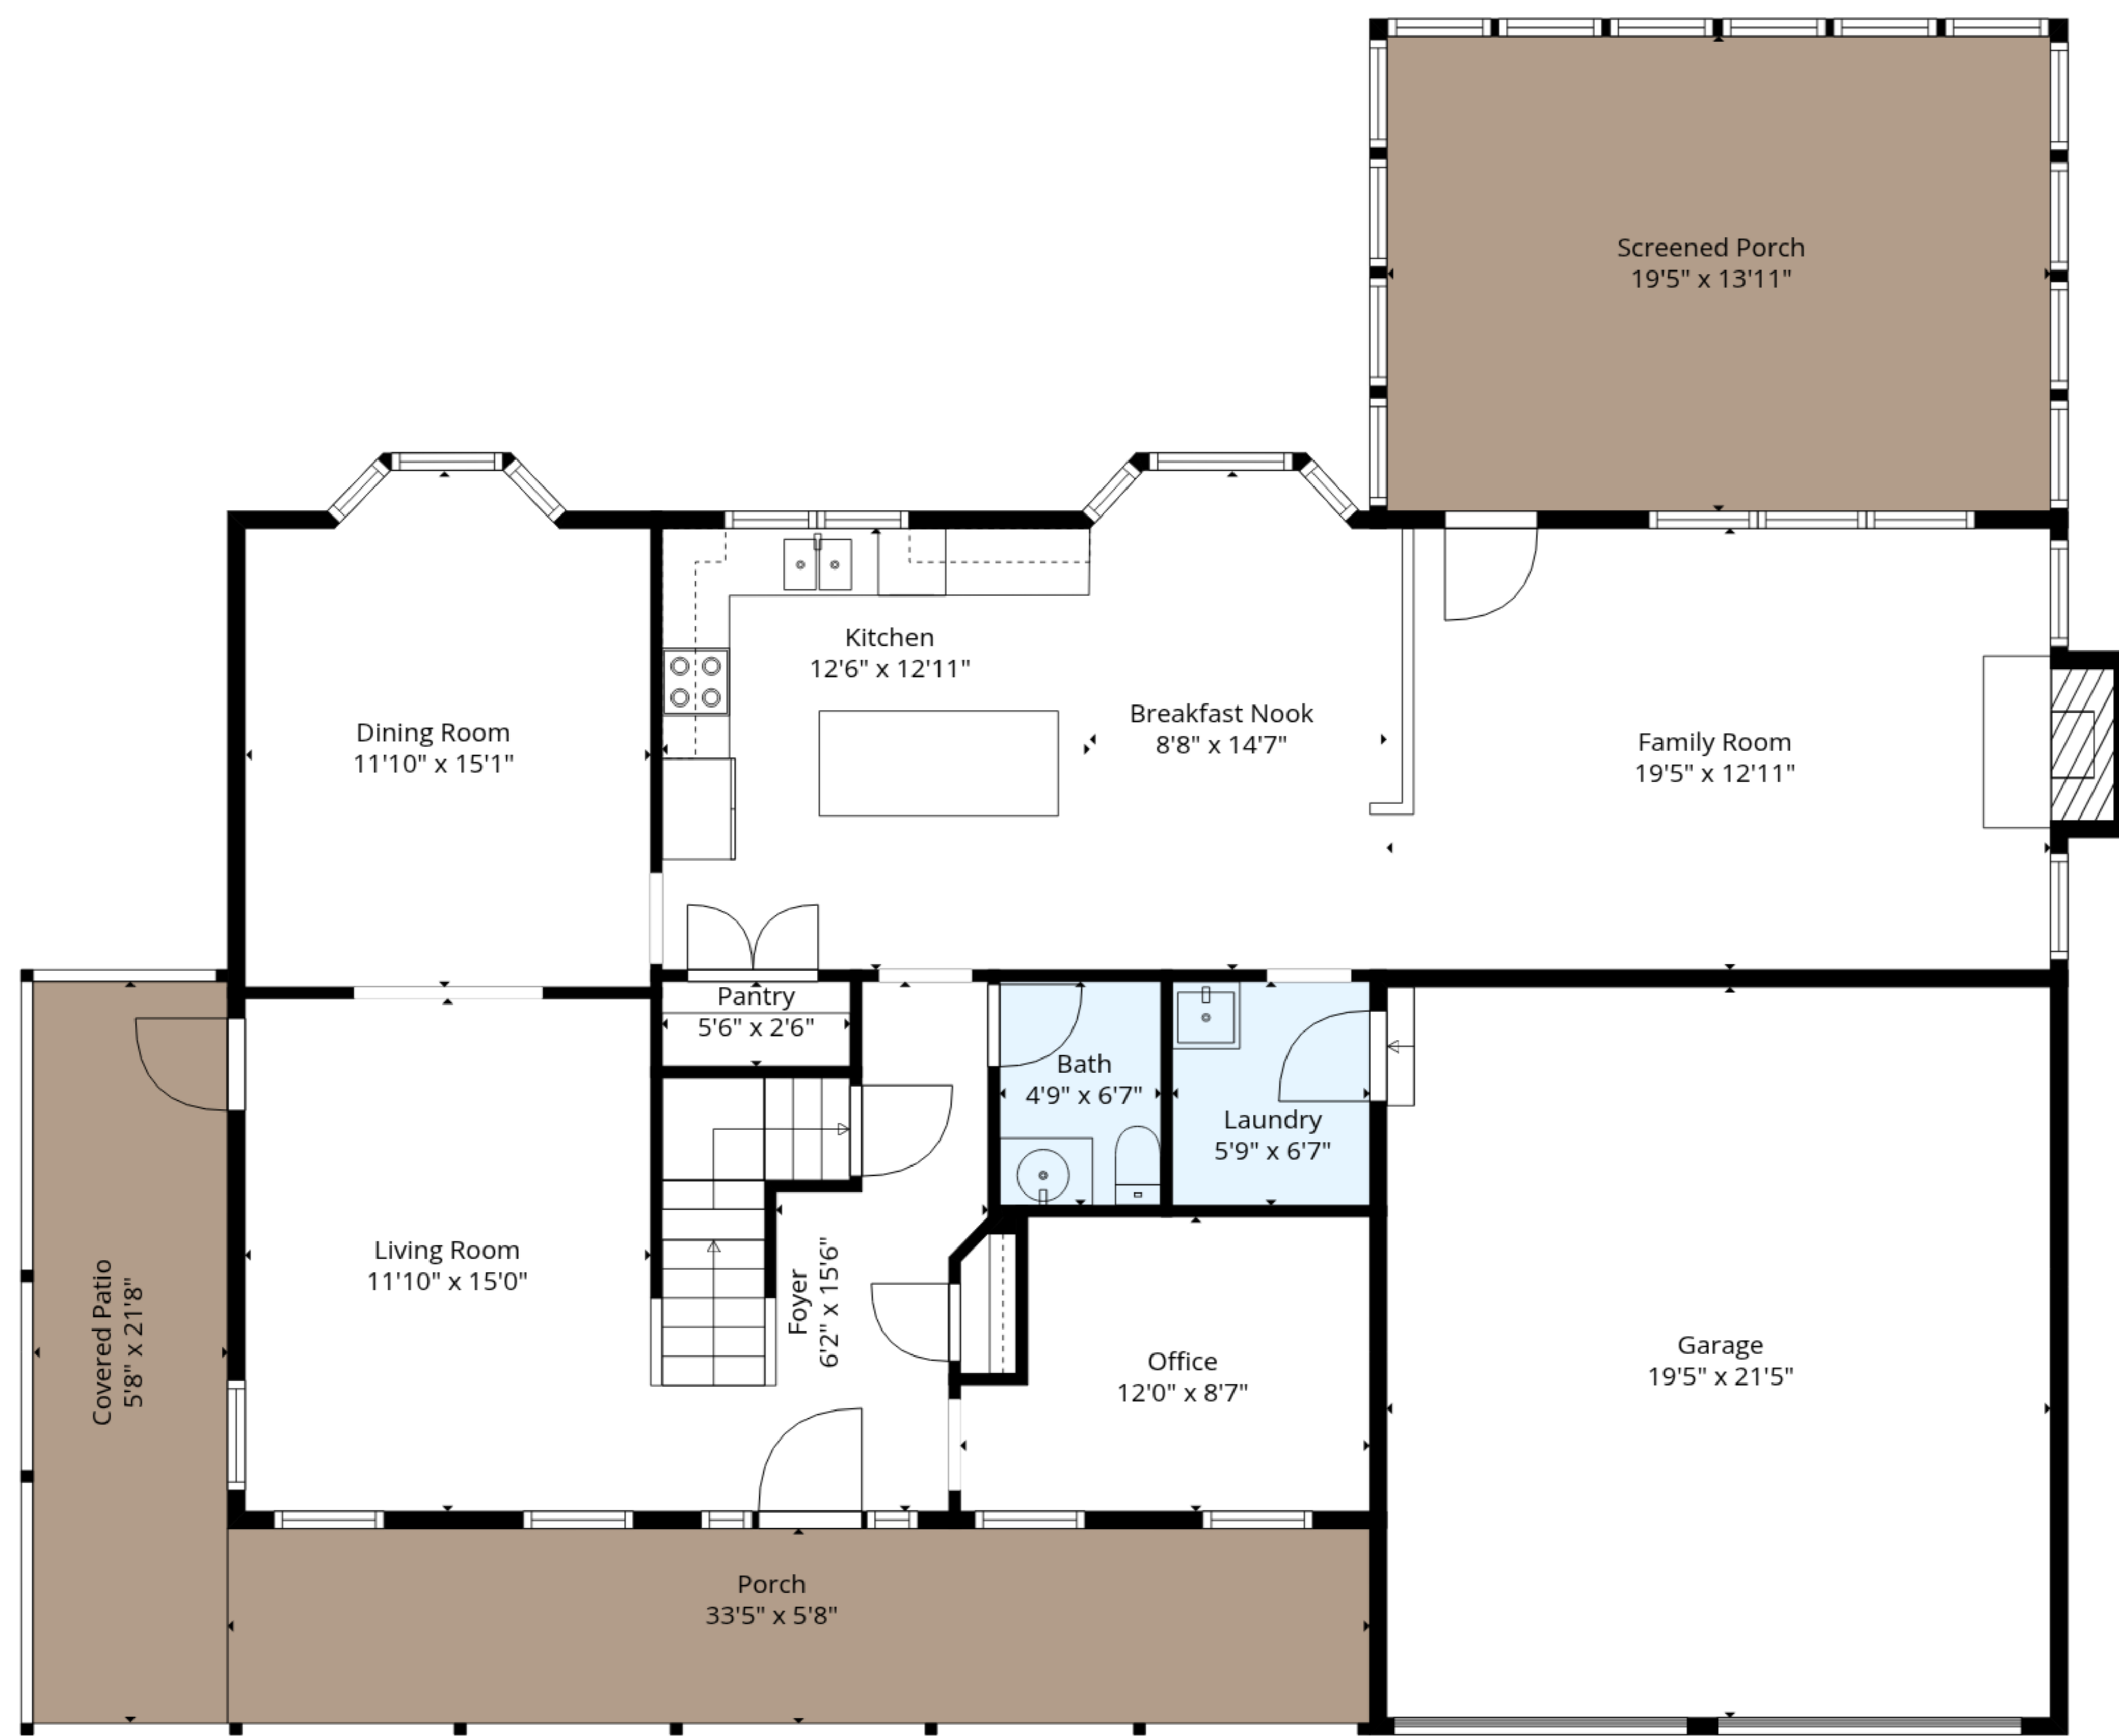 Screened Porch
19'5" x 13'11"
Kitchen
12'6" x 12'11"
Breakfast Nook
8'8" x 14'7"
Dining Room
11'10" x 15'1"
Family Room
19'5" x 12'11"
Pantry
5'6" x 2'6"
Bath
4'9" x 6'7"
Laundry
5'9" x 6'7"
Living Room
11'10" x 15'0"
Foyer
6'2" x 15'6"
Covered Patio
5'8" x 21'8"
Office
12'0" x 8'7"
Garage
19'5" x 21'5"
Porch
33'5" x 5'8"